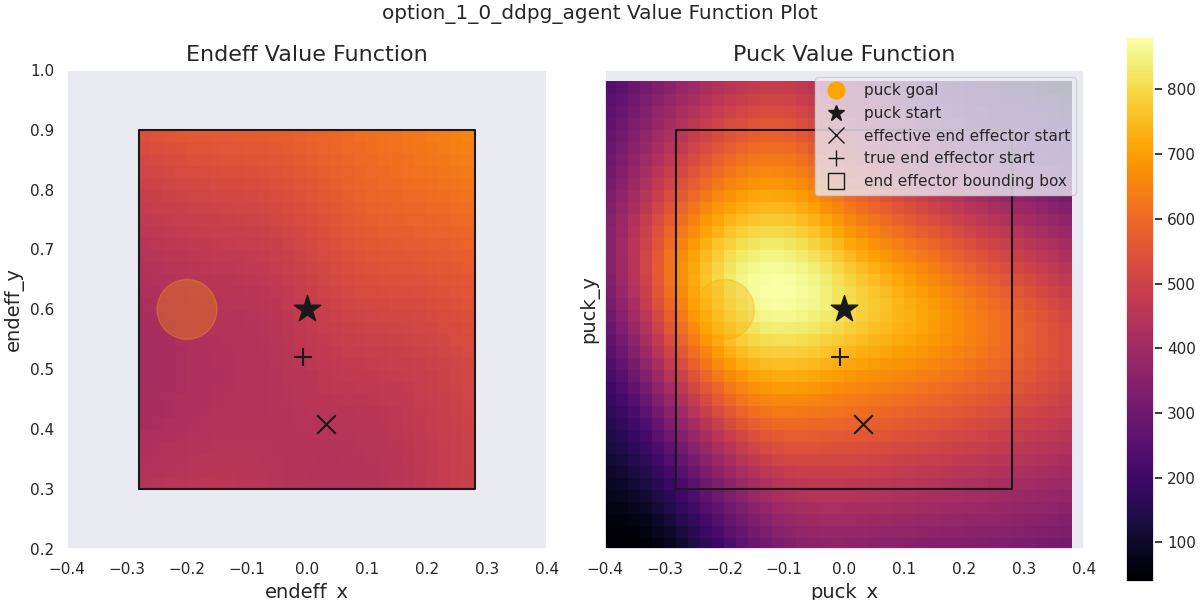 option_1_0_ddpg_agent Value Function Plot
Endeff Value Function
Puck Value Function
puck goal
puck start
effective end effector start
true end effector start
end effector bounding box
1.0
0.9
0.8
0.7
0.6
0.5
0.4
0.3
0.2
endeff_y
−0.4 −0.3 −0.2 −0.1 0.0 0.1 0.2 0.3 0.4
endeff_x
puck_y
−0.4 −0.3 −0.2 −0.1 0.0 0.1 0.2 0.3 0.4
puck_x
800
700
600
500
400
300
200
100